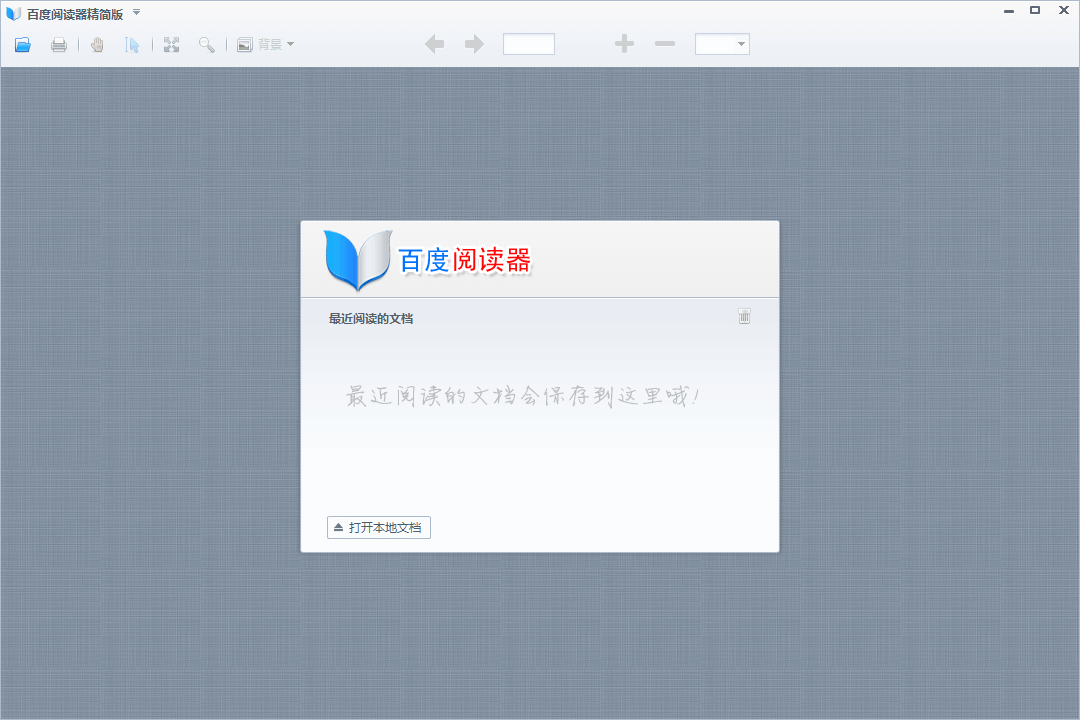 百度阅读器精简版
背景
百度阅读器
最近阅读的文档
最近阅读的文档会保存到这里哦!
打开本地文档